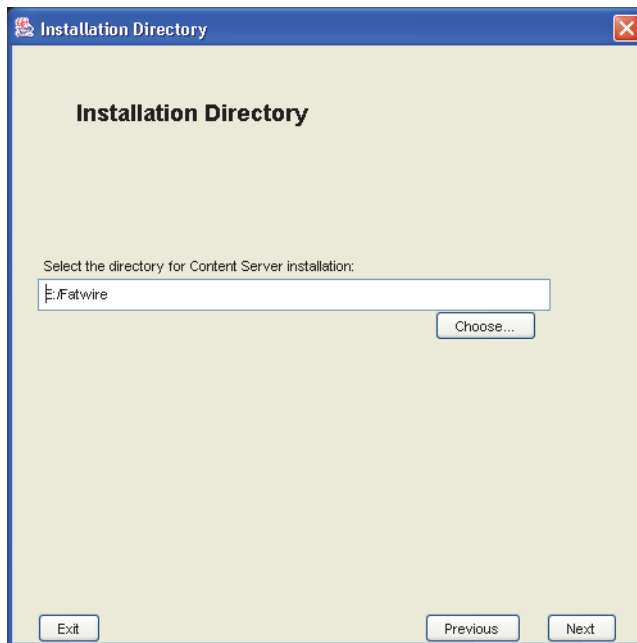 Installation Directory
Installation Directory
Select the directory for Content Server installation:
E:/Fatwire
Choose...
Exit Previous Next